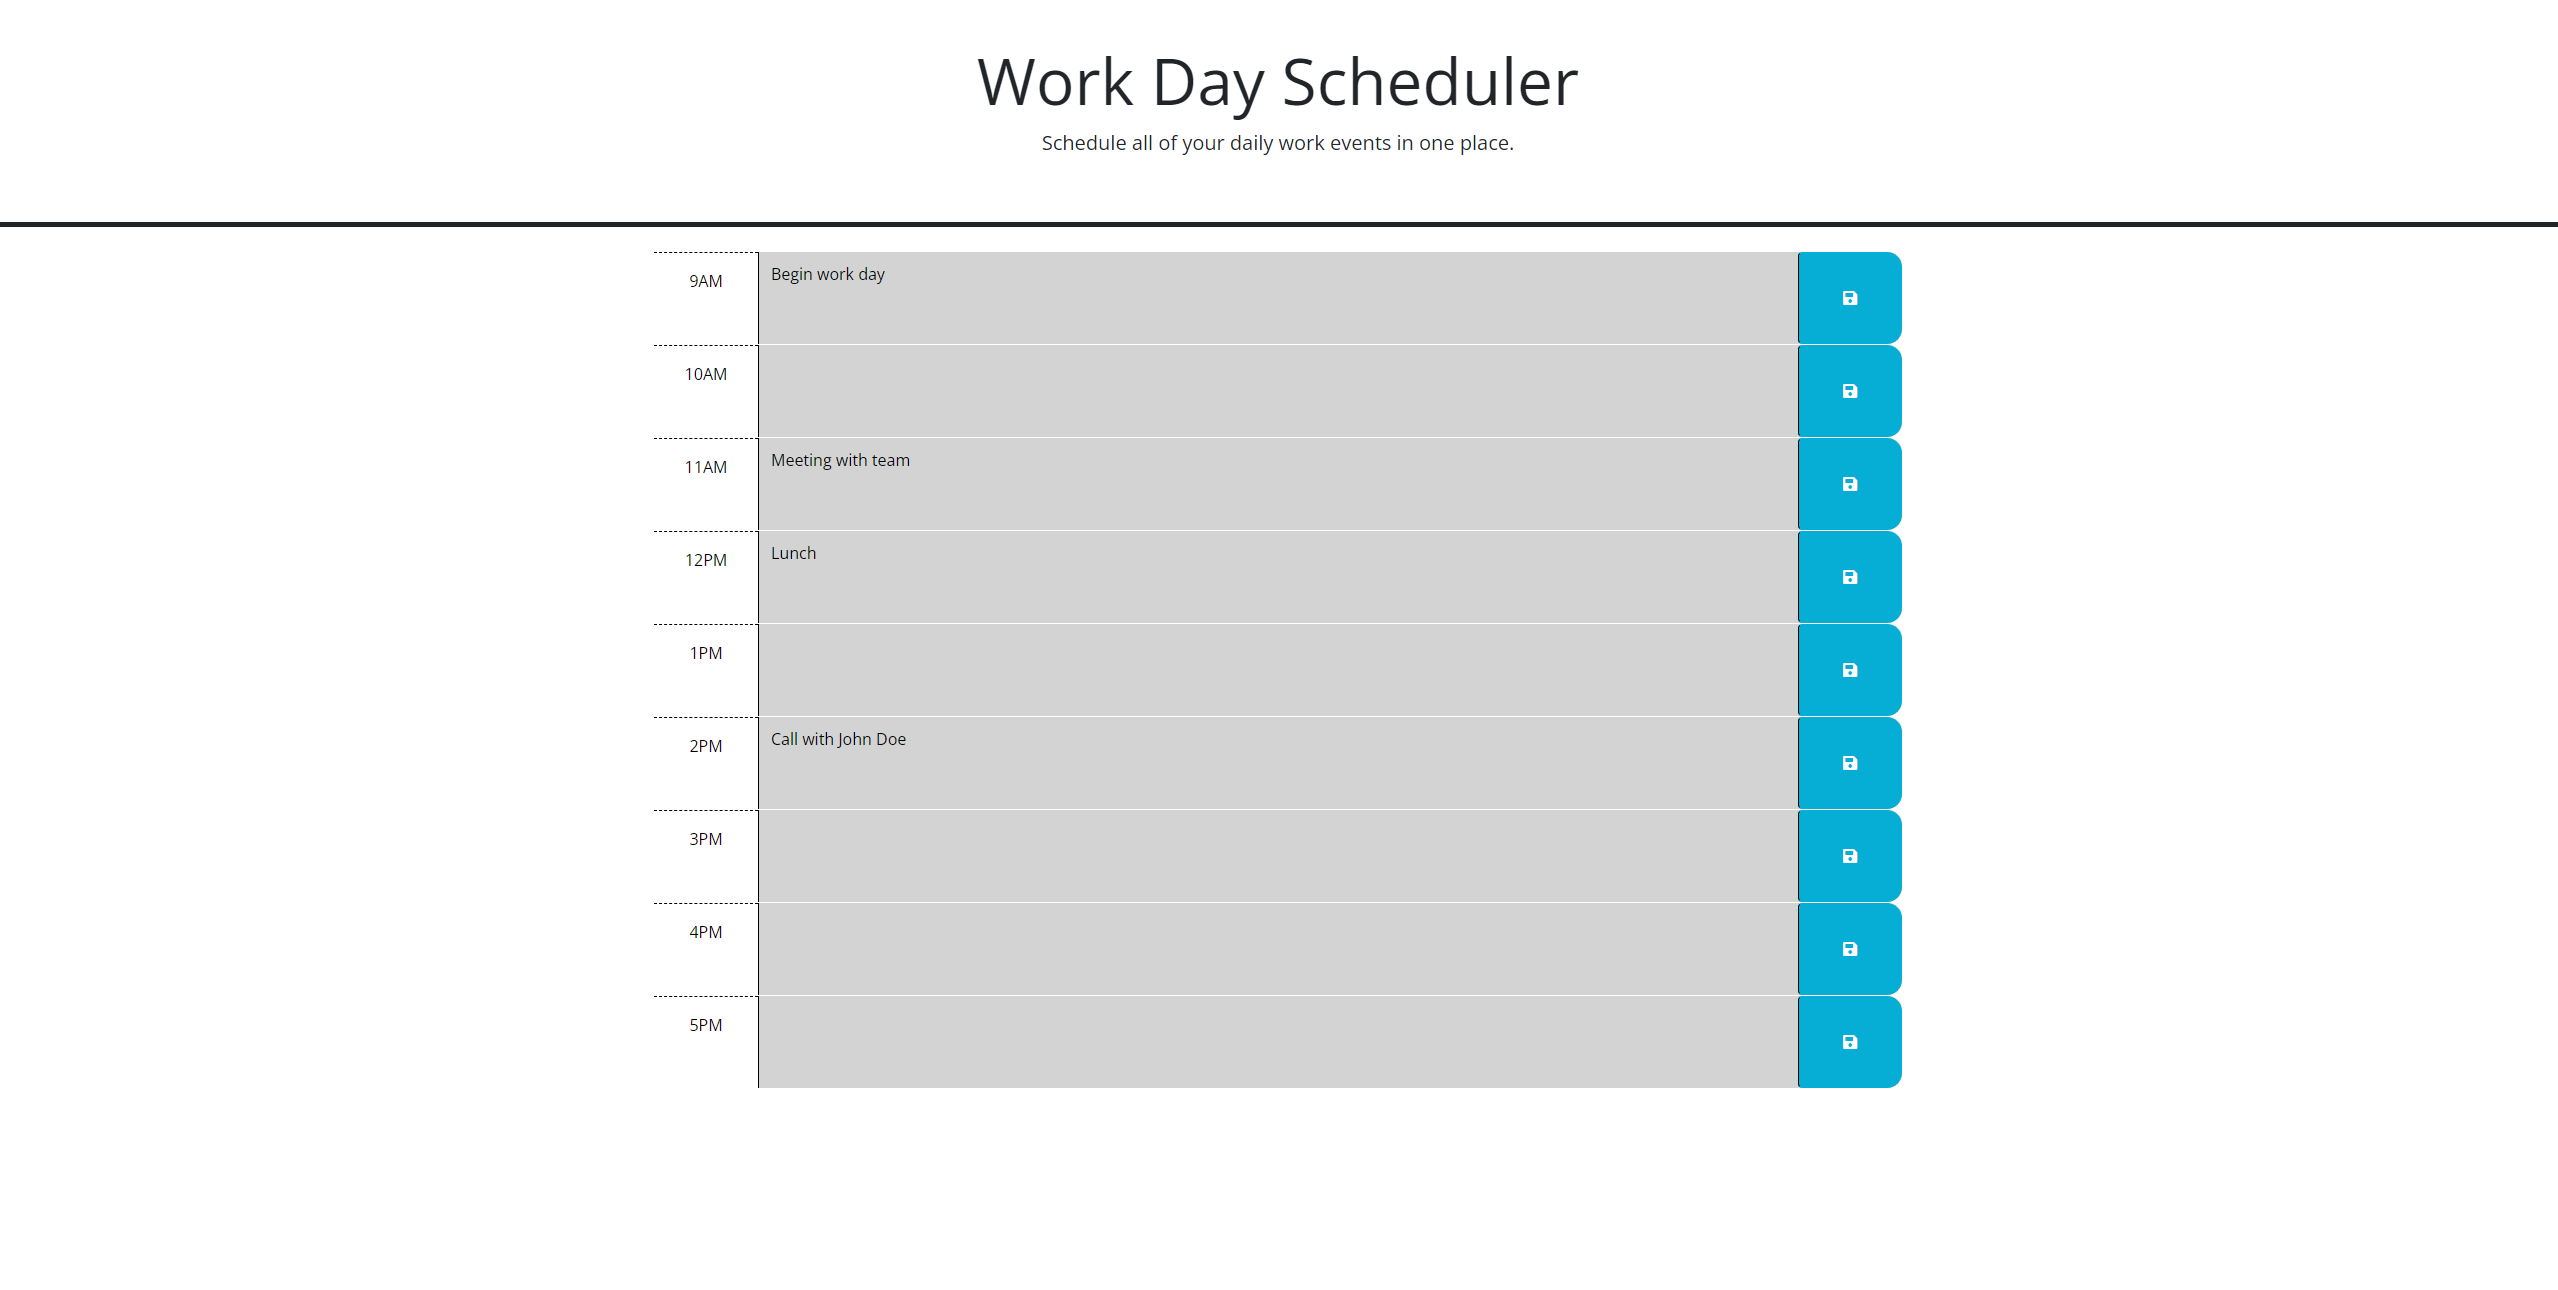 Work Day Scheduler
Schedule all of your daily work events in one place.
9AM
Begin work day
10AM
11AM
Meeting with team
12PM
Lunch
1PM
2PM
Call with John Doe
3PM
4PM
5PM